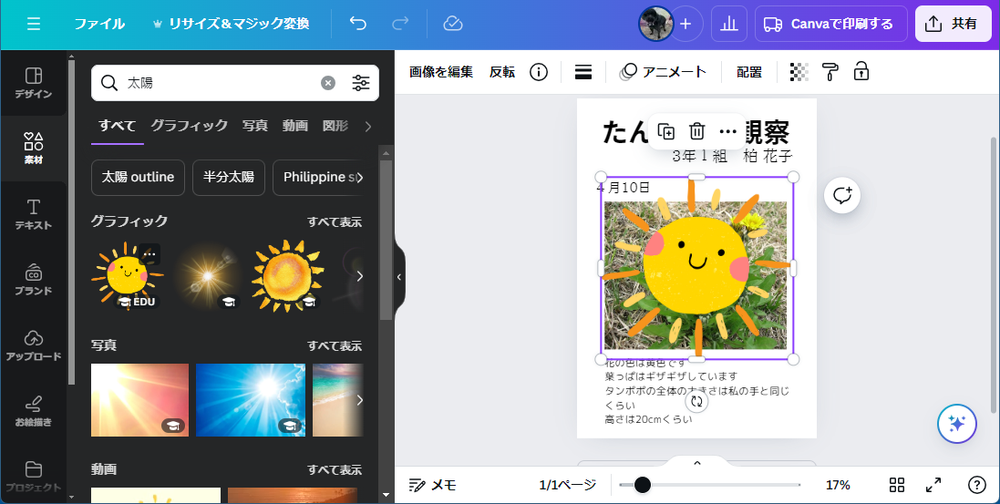 ファイル
リサイズ&マジック変換
Canvaで印刷する
共有
デザイン
素材
テキスト
ブランド
アップロード
お絵描き
プロジェクト
太陽
すべて
グラフィック
写真
動画
図形
太陽 outline
半分太陽
Philippine s
グラフィック
すべて表示
EDU
写真
すべて表示
動画
すべて表示
画像を編集
反転
アニメート
配置
たん
観察
3年1組 柏 花子
4月10日
花の色は黄色です
葉っぱはギザギザしています
タンポポの全体の大きさは私の手と同じ
くらい
高さは20cmくらい
メモ
1/1ページ
17%